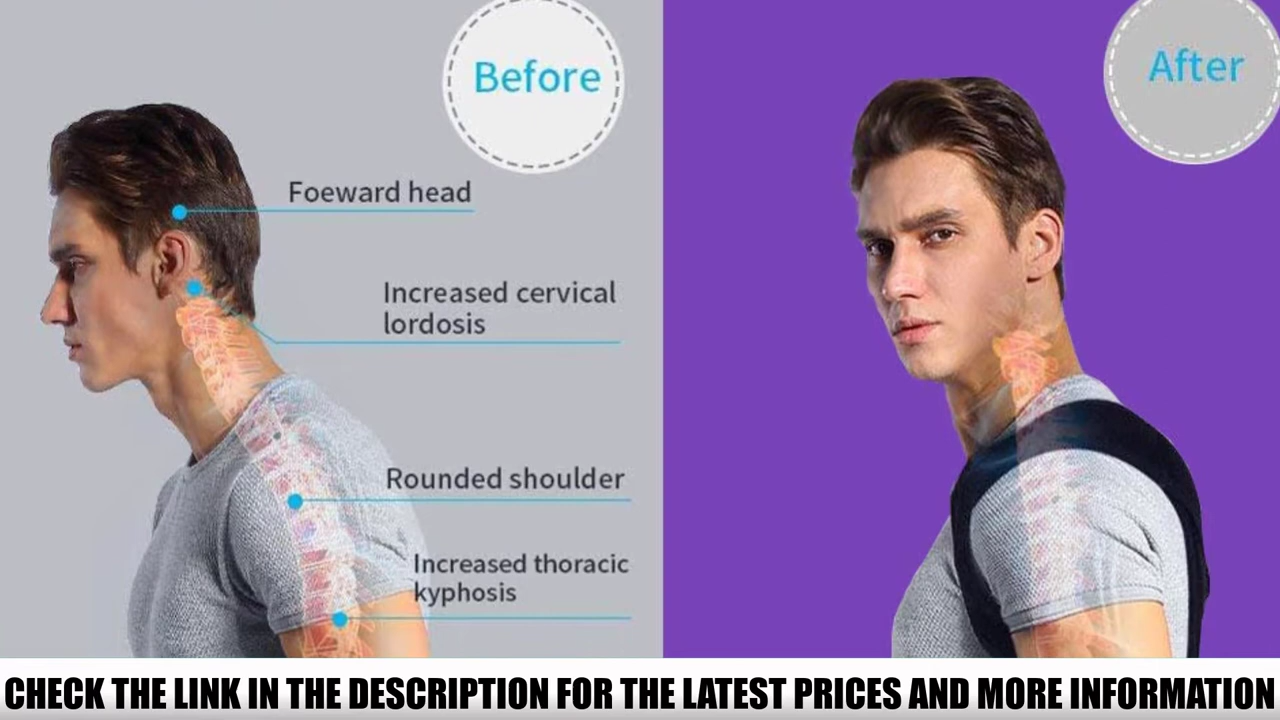 Before
After
Foeward head
Increased cervical
lordosis
Rounded shoulder
Increased thoracic
kyphosis
CHECK THE LINK IN THE DESCRIPTION FOR THE LATEST PRICES AND MORE INFORMATION